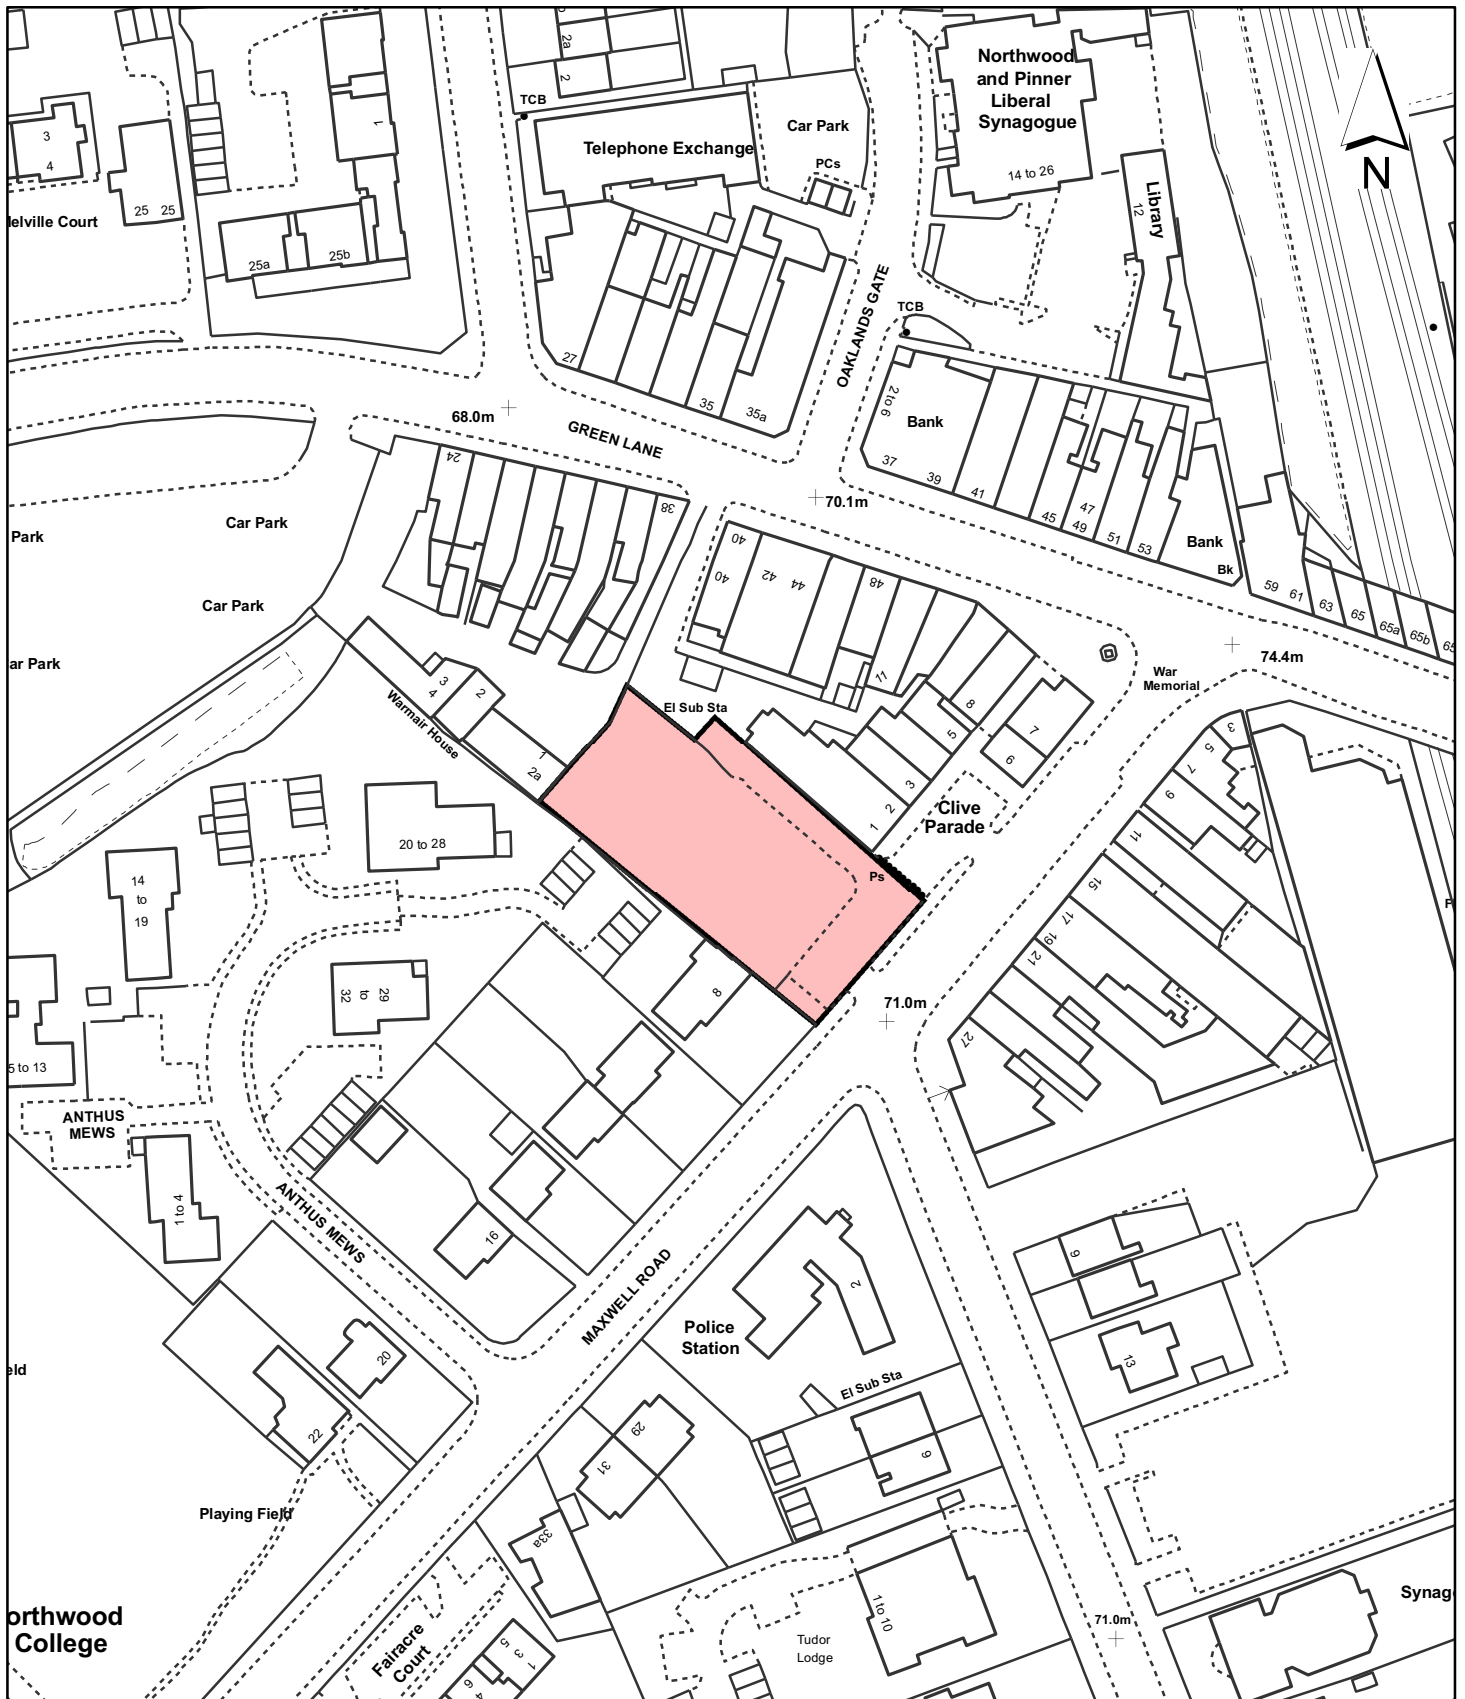 Northwood
and Pinner
Liberal
Synagogue
14 to 26
2a
2
TCB
Telephone Exchange
Car Park
PCs
Library
12
N
3
4
1
25 25
elville Court
25a
25b
OAKLANDS GATE
TCB
27
35
35a
2 to 6
Bank
68.0m
GREEN LANE
37
39
41
45
47
49
51
53
Bank
Bk
70.1m
24
38
Park
Car Park
40
40
42
44
48
59
61
63
65
65a
65b
Car Park
ar Park
74.4m
War
Memorial
11
8
7
5
6
3
4
2
Warmair House
El Sub Sta
1
2a
3
2
1
Clive
Parade
3
5
7
9
11
15
17
19
21
27
20 to 28
14
to
19
Ps
32
to
29
8
71.0m
5 to 13
ANTHUS
MEWS
1 to 4
ANTHUS MEWS
16
MAXWELL ROAD
2
Police
Station
9
13
El Sub Sta
20
22
eld
29
31
33a
9
Playing Field
orthwood
College
Fairacre
Court
5
3
1
6
4
Tudor
Lodge
1 to 10
71.0m
Synag